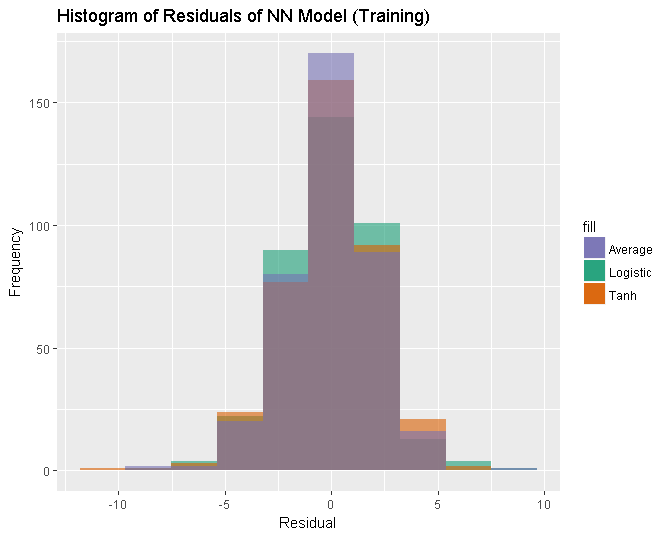 Histogram of Residuals of NN Model (Training)
150
100
50
0
Frequency
-10
-5
0
5
10
Residual
fill
Average
Logistic
Tanh